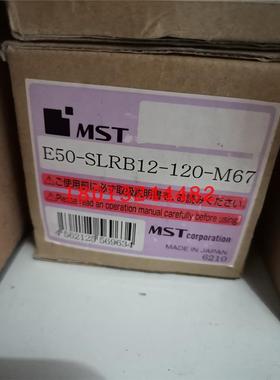 MST
E50-SLRB12-120-M67
18013214482
ご使用前に必ず取扱説明書をお読みください。
Please read an operation manual carefully before using.
4562125569634
MST corporation
MADE IN JAPAN
6210